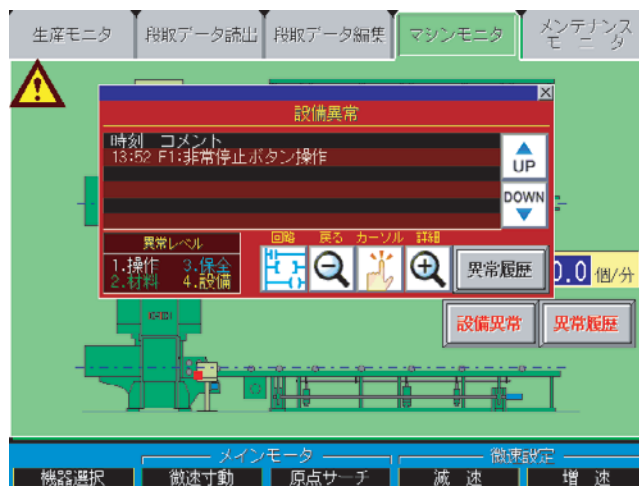 生産モニタ
段取データ読出
段取データ編集
マシンモニタ
メンテナンス
モニタ
設備異常
時刻 コメント
13:52 F1:非常停止ボタン操作
UP
DOWN
異常レベル
1.操作 3.保全
2.材料 4.設備
回路 戻る カーソル 詳細
異常履歴
0.0 個/分
設備異常
異常履歴
メインモータ
微速設定
機器選択
微速寸動
原点サーチ
減 速
増 速